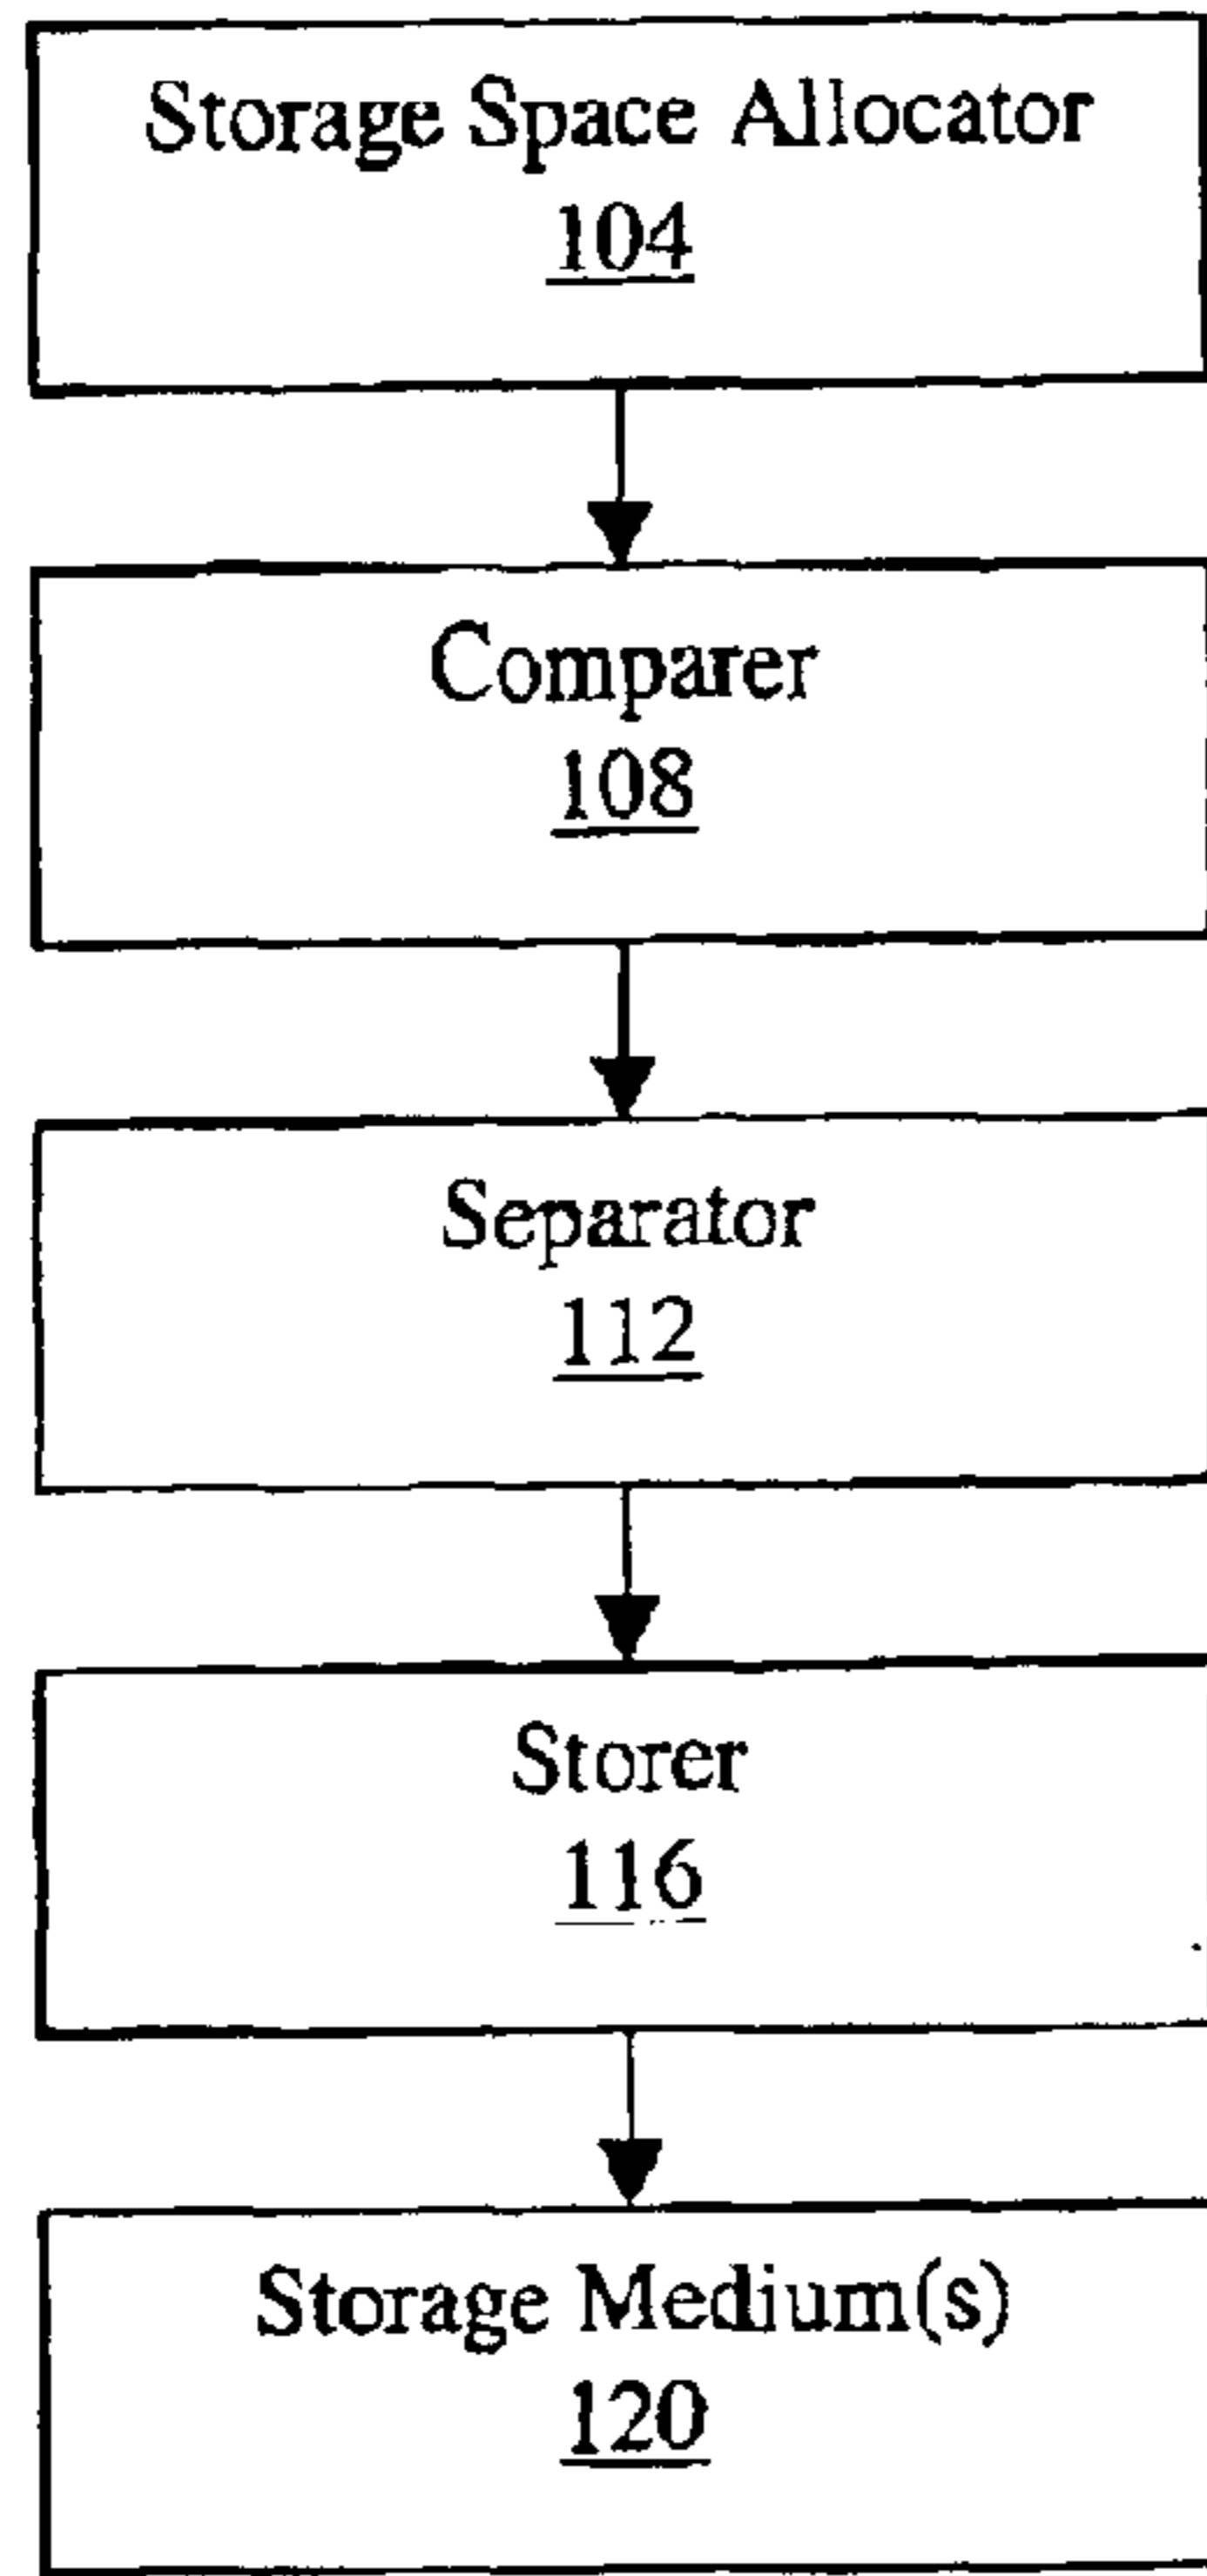 Storage Space Allocator
104
Comparer
108
Separator
112
Storer
116
Storage Medium(s)
120